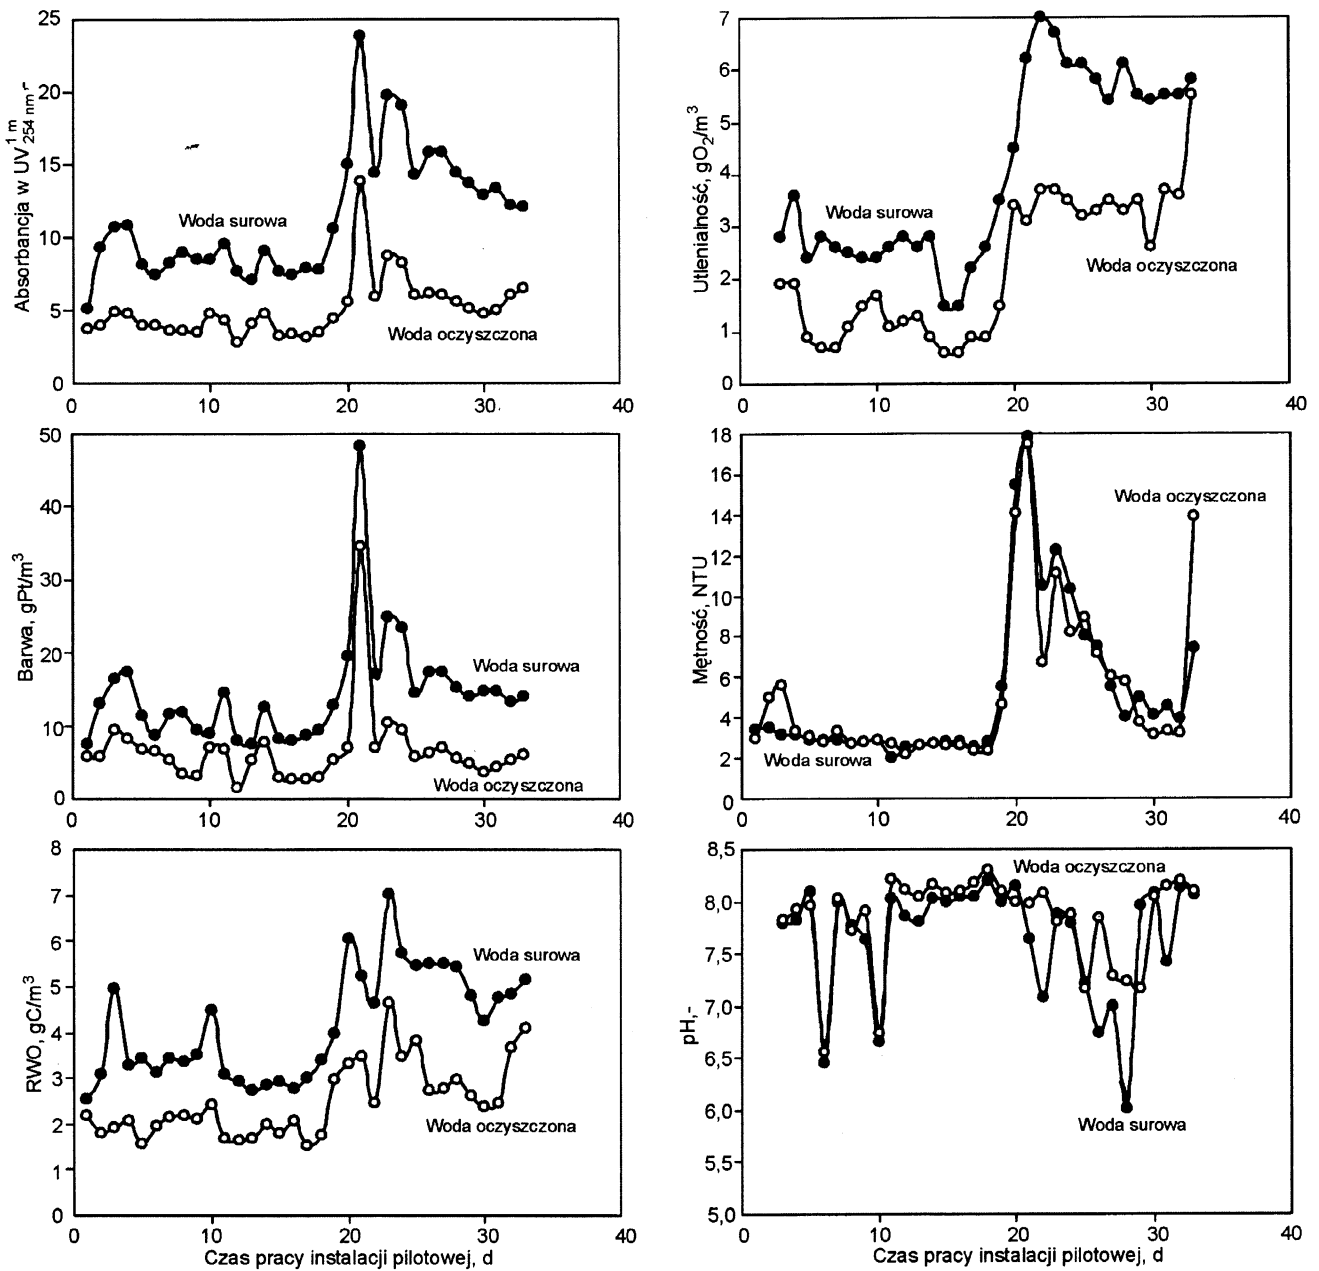 Absorbancja w UV 1 m 254 nm
25
20
15
10
5
0
Woda surowa
Woda oczyszczona
0 10 20 30 40
Utlenialność, gO2/m3
7
6
5
4
3
2
1
0
Woda surowa
Woda oczyszczona
0 10 20 30 40
Barwa, gPt/m3
50
40
30
20
10
0
Woda surowa
Woda oczyszczona
0 10 20 30 40
Mętność, NTU
18
16
14
12
10
8
6
4
2
0
Woda oczyszczona
Woda surowa
0 10 20 30 40
RWO, gC/m3
8
7
6
5
4
3
2
1
0
Woda surowa
Woda oczyszczona
0 10 20 30 40
Czas pracy instalacji pilotowej, d
pH,-
8,5
8,0
7,5
7,0
6,5
6,0
5,5
5,0
Woda oczyszczona
Woda surowa
0 10 20 30 40
Czas pracy instalacji pilotowej, d